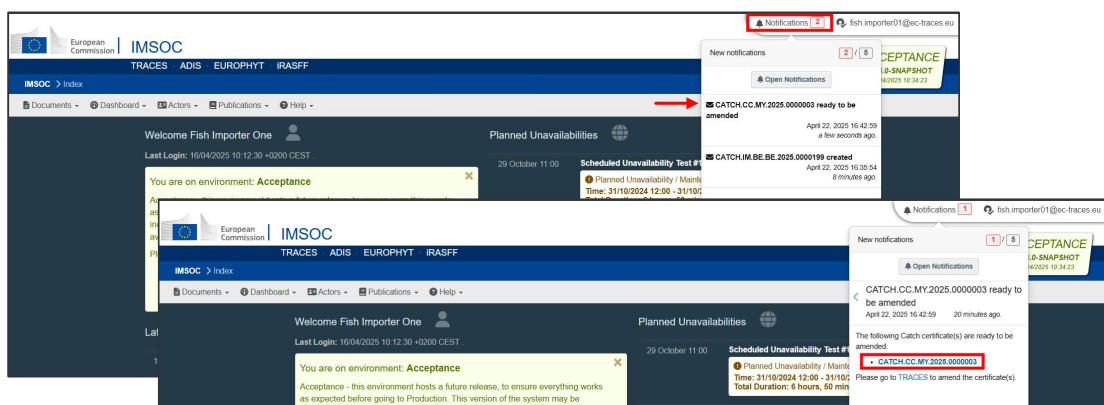 Notifications 2 fish.importer01@ec-traces.eu
European
Commission
IMSOC
TRACES ADIS EUROPHYT iRASFF
IMSOC > Index
Documents Dashboard Actors Publications Help
New notifications 2 / 5
Open Notifications
CATCH.CC.MY.2025.0000003 ready to be
amended
April 22, 2025 16:42:59
a few seconds ago.
CATCH.IM.BE.BE.2025.0000199 created
April 22, 2025 16:35:54
8 minutes ago.
CEPTANCE
.0-SNAPSHOT
4/2025 10:34:23
Welcome Fish Importer One
Last Login: 16/04/2025 10:12:30 +0200 CEST .
You are on environment: Acceptance
Planned Unavailabilities
29 October 11:00
Scheduled Unavailability Test #1
Planned Unavailability / Mainte
Time: 31/10/2024 12:00 - 31/10/2
Notifications 1 fish.importer01@ec-traces.eu
European
Commission
IMSOC
TRACES ADIS EUROPHYT iRASFF
IMSOC > Index
Documents Dashboard Actors Publications Help
New notifications 1 / 5
Open Notifications
CATCH.CC.MY.2025.0000003 ready to
be amended
April 22, 2025 16:42:59 20 minutes ago.
The following Catch certificate(s) are ready to be
amended:
• CATCH.CC.MY.2025.0000003
Please go to TRACES to amend the certificate(s).
CEPTANCE
.0-SNAPSHOT
4/2025 10:34:23
Welcome Fish Importer One
Last Login: 16/04/2025 10:12:30 +0200 CEST .
You are on environment: Acceptance
Acceptance - this environment hosts a future release, to ensure everything works
as expected before going to Production. This version of the system may be
Planned Unavailabilities
29 October 11:00
Scheduled Unavailability Test #1
Planned Unavailability / Mainte
Time: 31/10/2024 12:00 - 31/10/2
Total Duration: 6 hours, 50 min